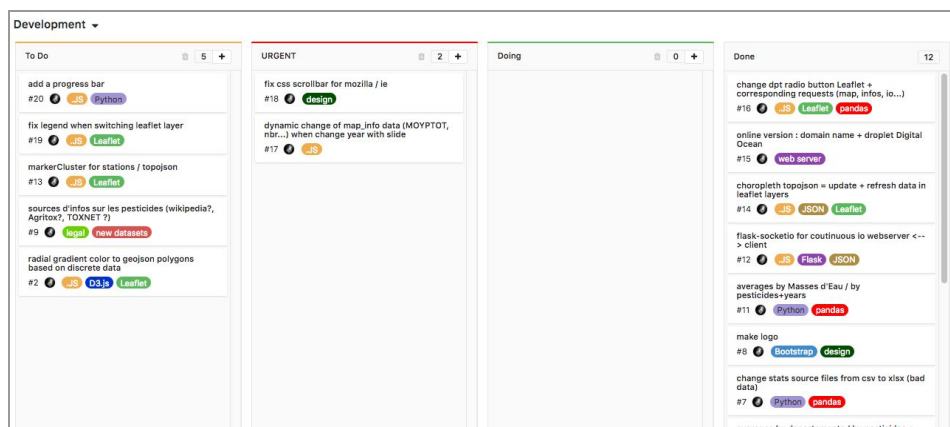 Development
To Do 5 +
add a progress bar
#20 .JS Python
fix legend when switching leaflet layer
#19 .JS Leaflet
markerCluster for stations / topojson
#13 .JS Leaflet
sources d'infos sur les pesticides (wikipedia?,
Agritox?, TOXNET ?)
#9 legal new datasets
radial gradient color to geojson polygons
based on discrete data
#2 .JS D3.js Leaflet
URGENT 2 +
fix css scrollbar for mozilla / ie
#18 design
dynamic change of map_info data (MOYPTOT,
nbr...) when change year with slide
#17 .JS
Doing 0 +
Done 12
change dpt radio button Leaflet +
corresponding requests (map, infos, io...)
#16 .JS Leaflet pandas
online version : domain name + droplet Digital
Ocean
#15 web server
choropleth topojson = update + refresh data in
leaflet layers
#14 .JS JSON Leaflet
flask-socketio for coutinuous io webserver <--
> client
#12 .JS Flask JSON
averages by Masses d'Eau / by
pesticides+years
#11 Python pandas
make logo
#8 Bootstrap design
change stats source files from csv to xlsx (bad
data)
#7 Python pandas